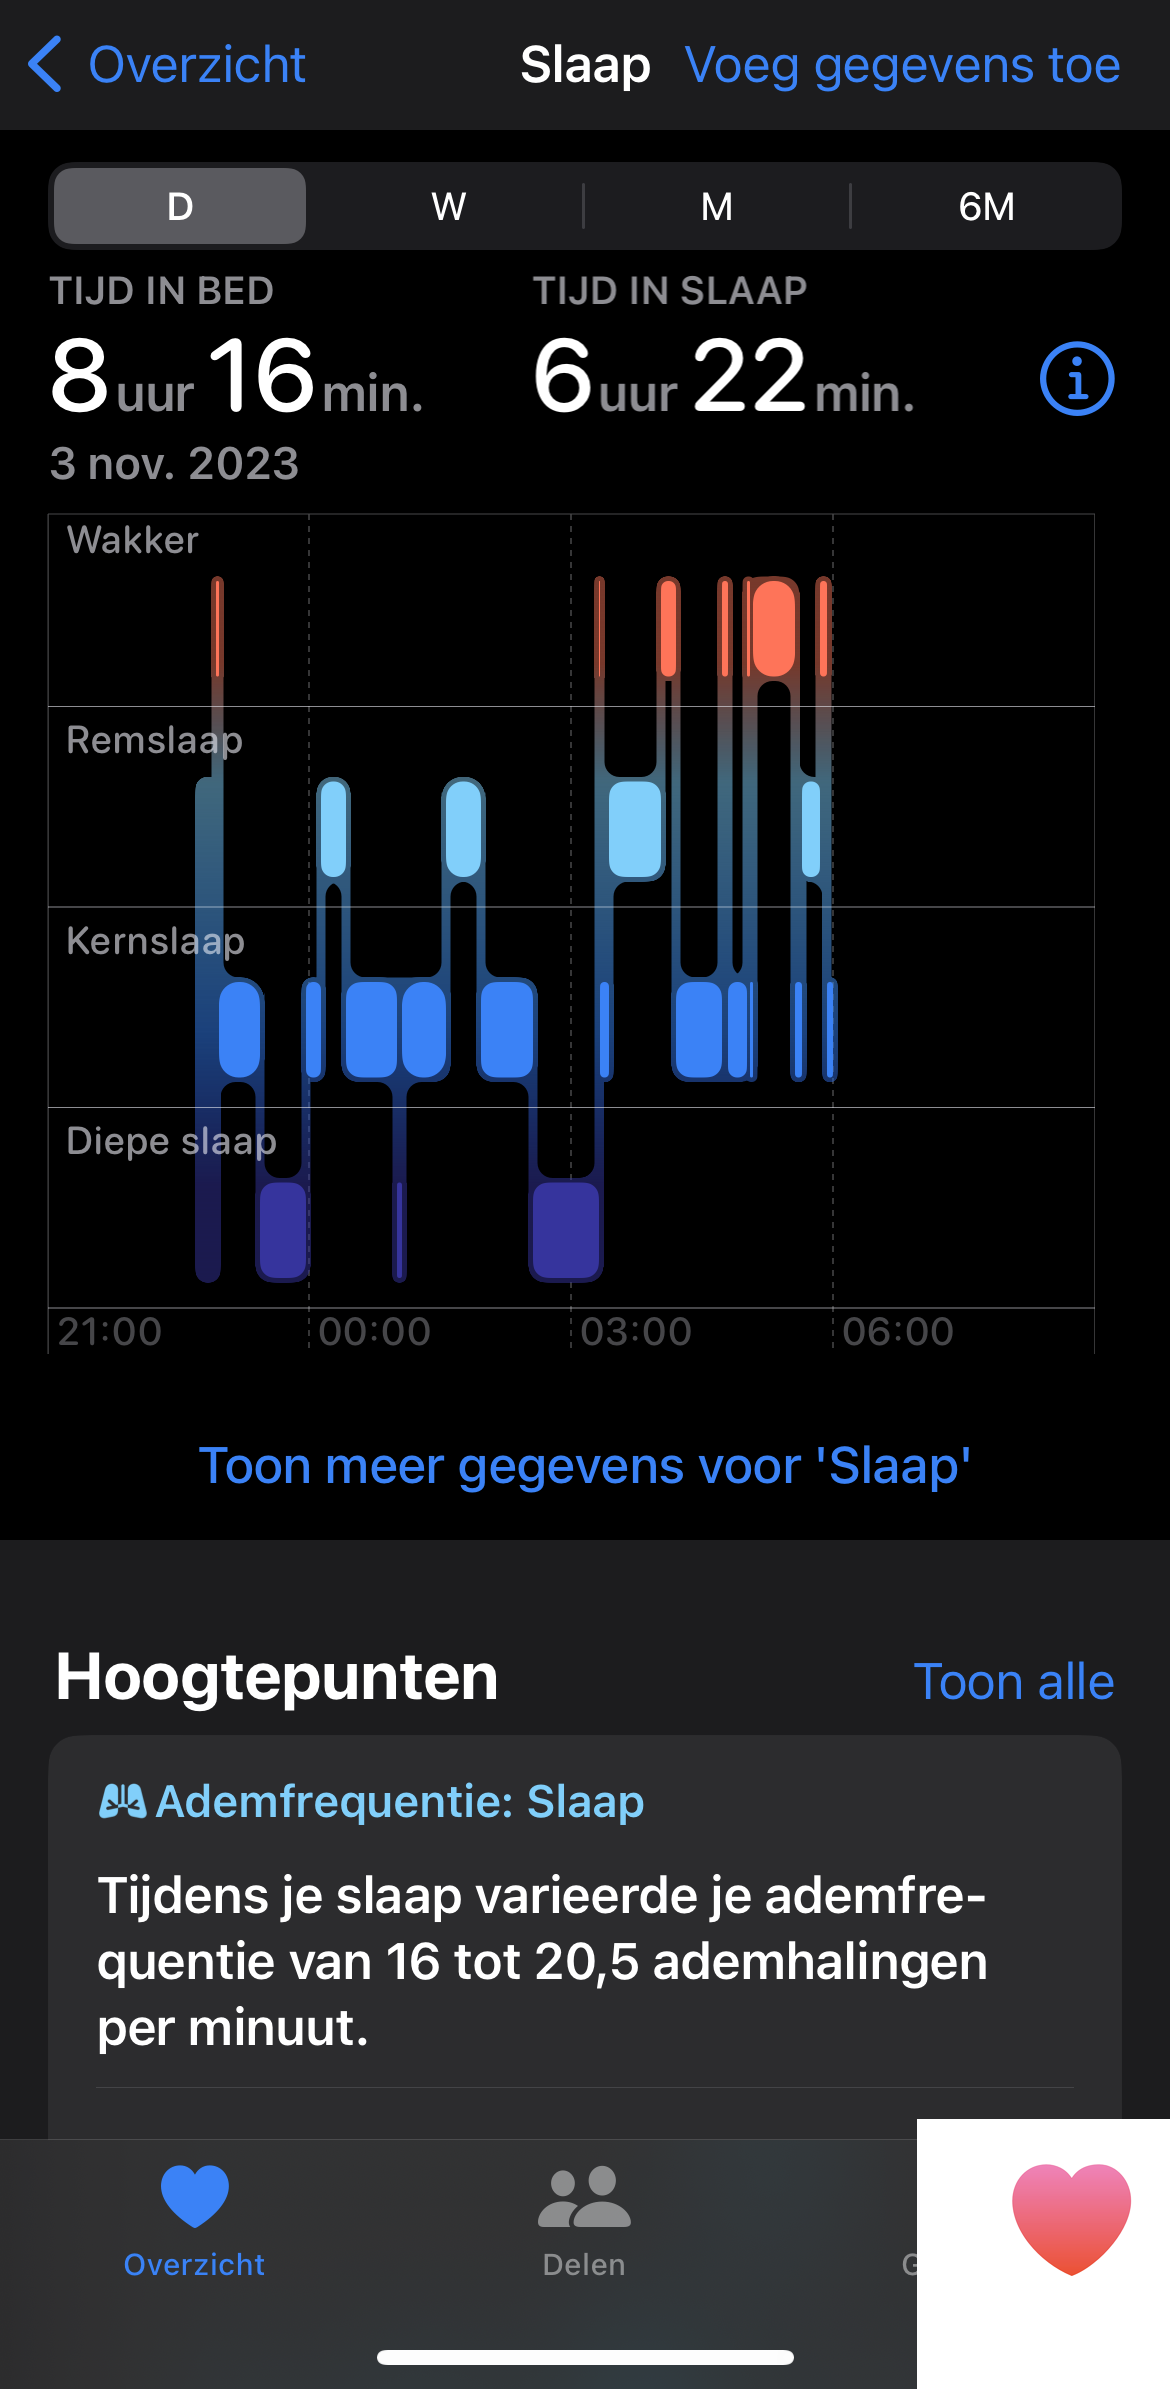 Overzicht
Slaap
Voeg gegevens toe
D
W
M
6M
TIJD IN BED
TIJD IN SLAAP
8 uur 16 min.
6 uur 22 min.
3 nov. 2023
Wakker
Remslaap
Kernslaap
Diepe slaap
21:00
00:00
03:00
06:00
Toon meer gegevens voor 'Slaap'
Hoogtepunten
Toon alle
Ademfrequentie: Slaap
Tijdens je slaap varieerde je ademfre-
quentie van 16 tot 20,5 ademhalingen
per minuut.
Overzicht
Delen